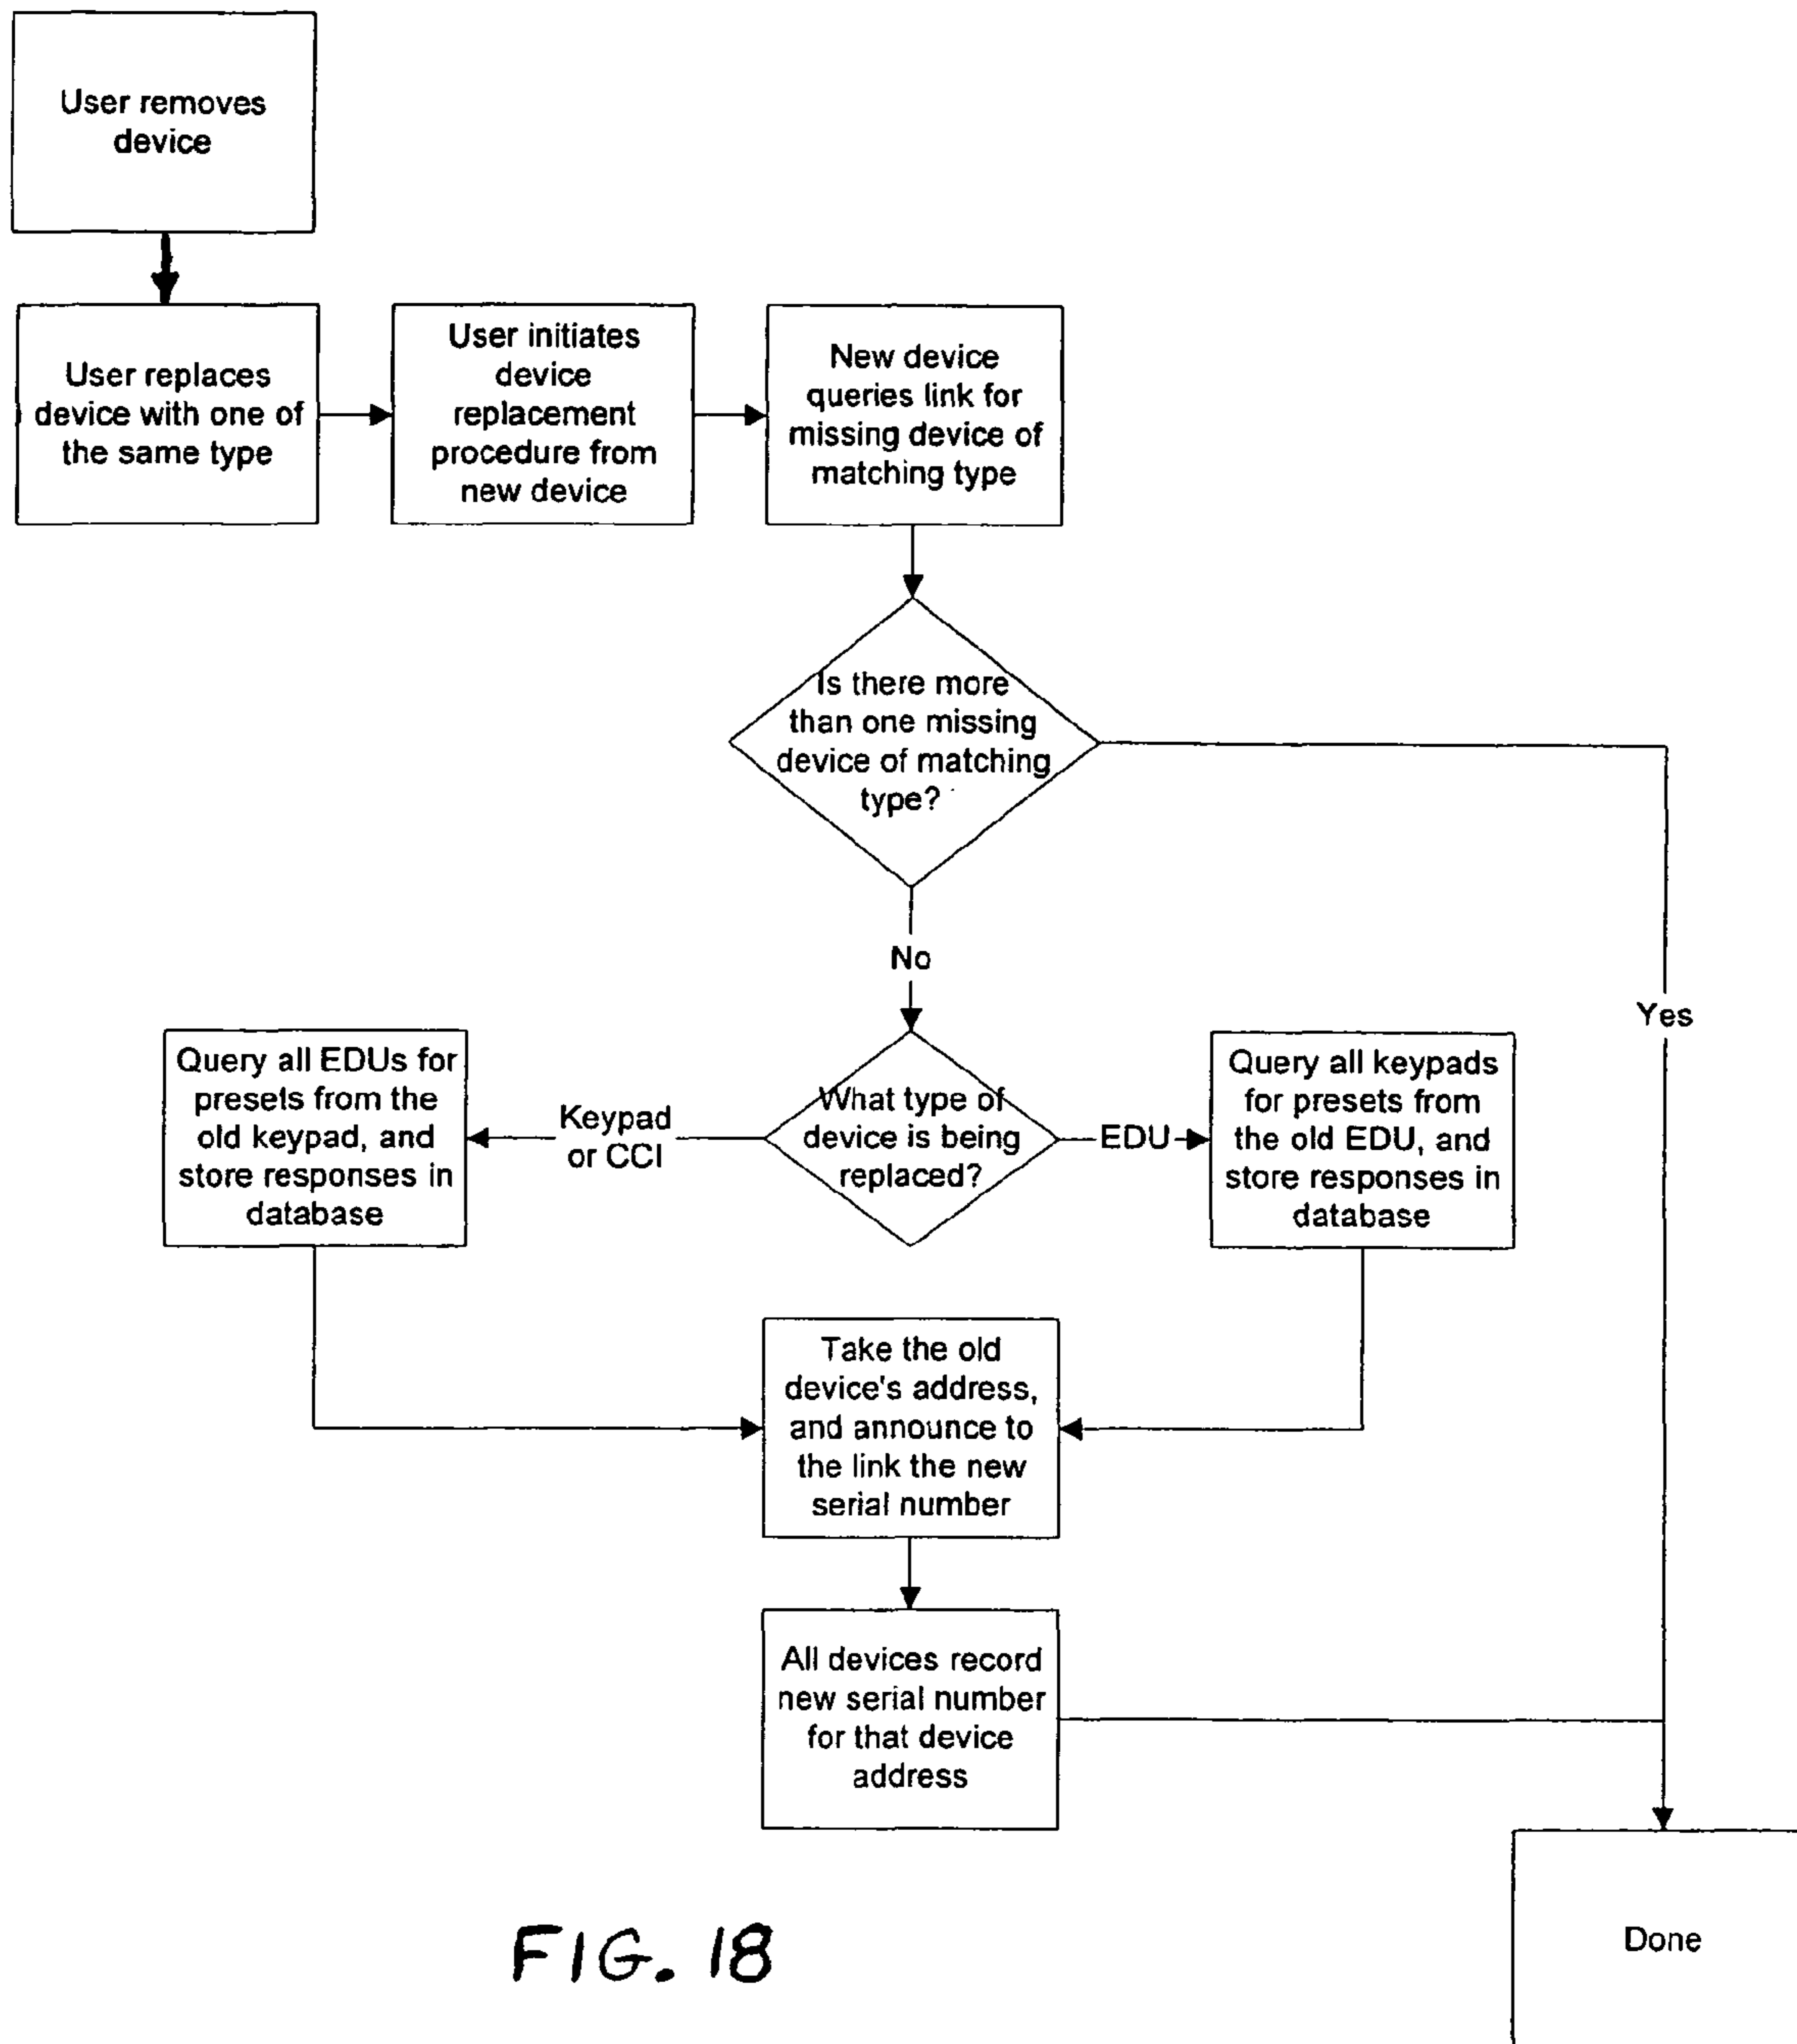 User removes
device
User replaces
device with one of
the same type
User initiates
device
replacement
procedure from
new device
New device
queries link for
missing device of
matching type
Is there more
than one missing
device of matching
type?
No
Yes
Query all EDUs for
presets from the
old keypad, and
store responses in
database
Keypad
or CCI
What type of
device is being
replaced?
EDU
Query all keypads
for presets from
the old EDU, and
store responses in
database
Take the old
device's address,
and announce to
the link the new
serial number
All devices record
new serial number
for that device
address
Done
FIG. 18